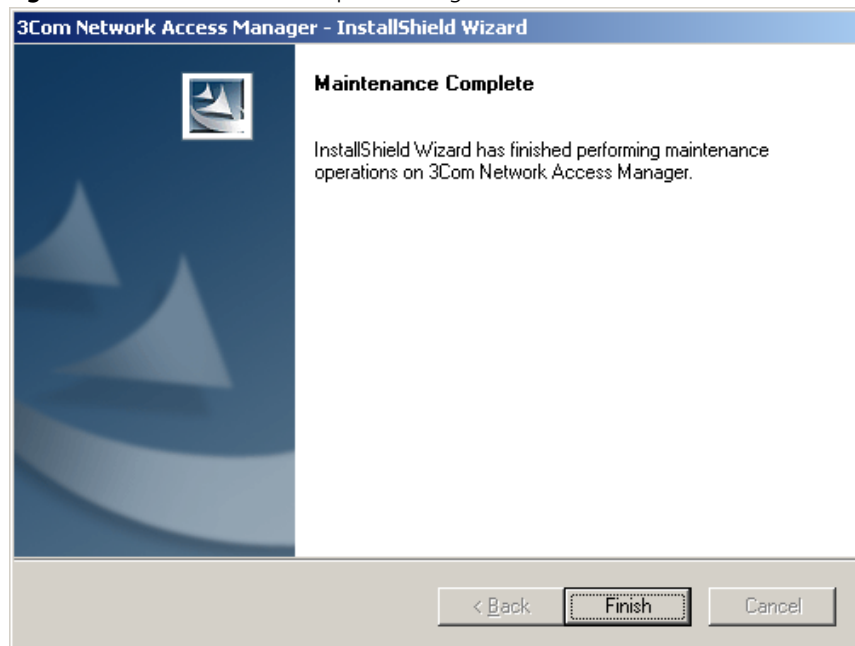 3Com Network Access Manager - InstallShield Wizard
Maintenance Complete
InstallShield Wizard has finished performing maintenance
operations on 3Com Network Access Manager.
< Back
Finish
Cancel